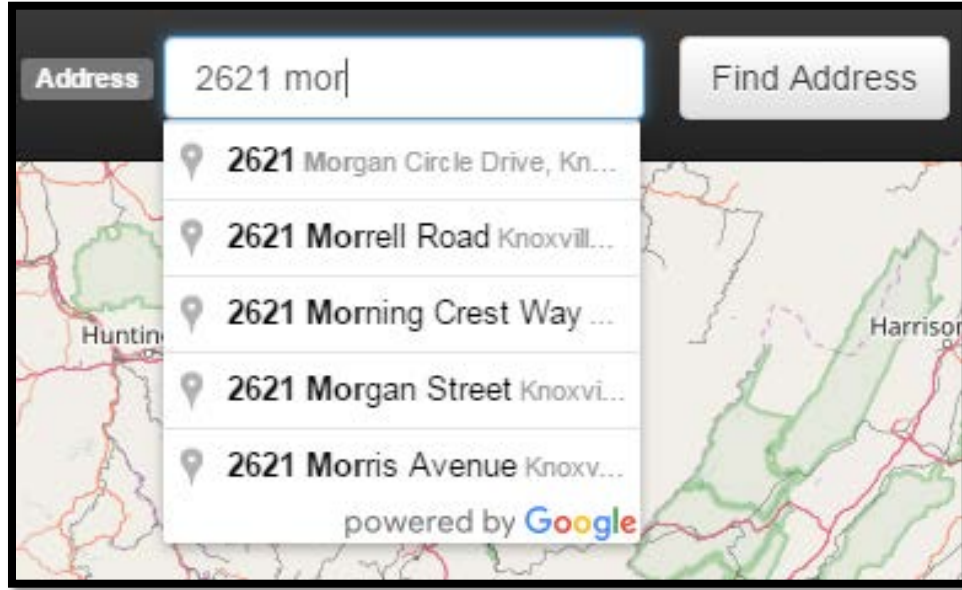 Address 2621 mor Find Address
2621 Morgan Circle Drive, Kn...
2621 Morrell Road Knoxvill...
2621 Morning Crest Way ...
2621 Morgan Street Knoxvi...
2621 Morris Avenue Knoxv...
powered by Google
Huntin
Harrison